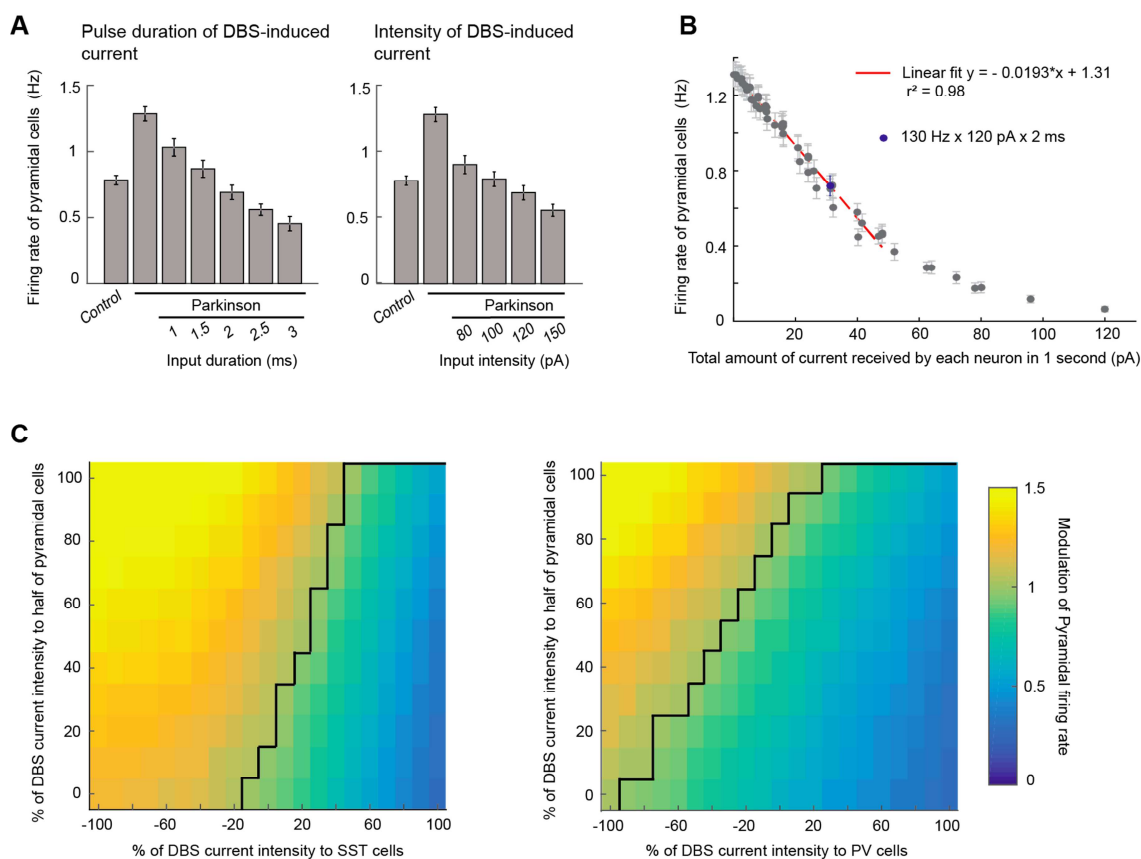 A
Pulse duration of DBS-induced
current
Intensity of DBS-induced
current
Firing rate of pyramidal cells (Hz)
1.5
1
0.5
0
Control
Parkinson
1 1.5 2 2.5 3
Input duration (ms)
1.5
1
0.5
0
Control
Parkinson
80 100 120 150
Input intensity (pA)
B
Firing rate of pyramidal cells (Hz)
1.2
0.8
0.4
0
20 40 60 80 100 120
Total amount of current received by each neuron in 1 second (pA)
Linear fit y = - 0.0193*x + 1.31
r² = 0.98
130 Hz x 120 pA x 2 ms
C
% of DBS current intensity to half of pyramidal cells
100
80
60
40
20
0
-100 -60 -20 20 60 100
% of DBS current intensity to SST cells
% of DBS current intensity to half of pyramidal cells
100
80
60
40
20
0
-100 -60 -20 20 60 100
% of DBS current intensity to PV cells
1.5
1
0.5
0
Modulation of Pyramidal firing rate